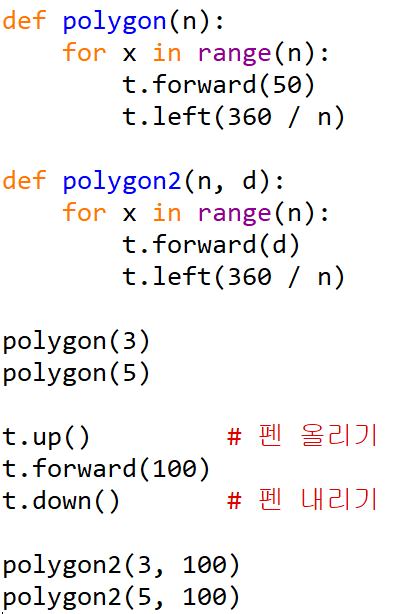 def polygon(n):
    for x in range(n):
        t.forward(50)
        t.left(360 / n)

def polygon2(n, d):
    for x in range(n):
        t.forward(d)
        t.left(360 / n)

polygon(3)
polygon(5)

t.up()         # 펜 올리기
t.forward(100)
t.down()       # 펜 내리기

polygon2(3, 100)
polygon2(5, 100)